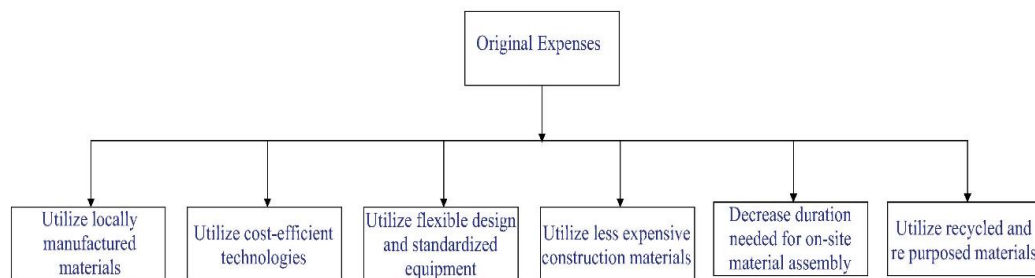 Original Expenses
Utilize locally
manufactured
materials
Utilize cost-efficient
technologies
Utilize flexible design
and standardized
equipment
Utilize less expensive
construction materials
Decrease duration
needed for on-site
material assembly
Utilize recycled and
re purposed materials